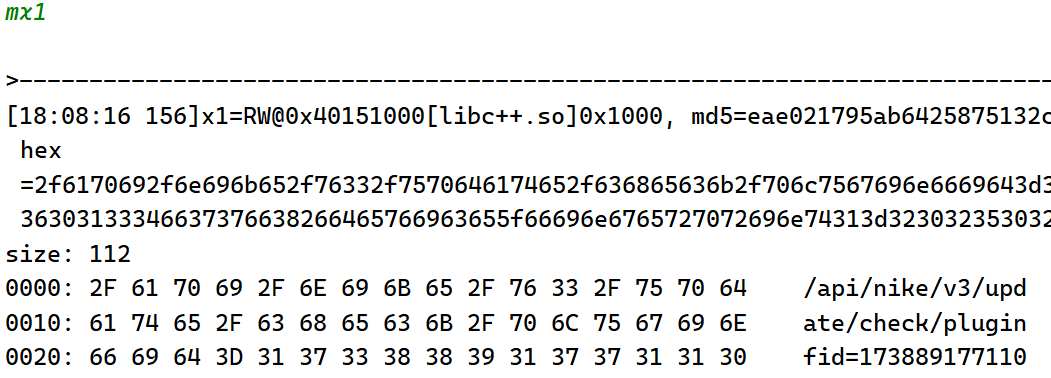 mx1
>-----------------------------------------------------------------------------
[18:08:16 156]x1=RW@0x40151000[libc++.so]0x1000, md5=eae021795ab6425875132c
hex
=2f6170692f6e696b652f76332f7570646174652f636865636b2f706c7567696e6669643d3
36303133346637376638266465766963655f66696e6765727072696e74313d323032353032
size: 112
0000: 2F 61 70 69 2F 6E 69 6B 65 2F 76 33 2F 75 70 64    /api/nike/v3/upd
0010: 61 74 65 2F 63 68 65 63 6B 2F 70 6C 75 67 69 6E    ate/check/plugin
0020: 66 69 64 3D 31 37 33 38 38 39 31 37 37 31 31 30    fid=173889177110